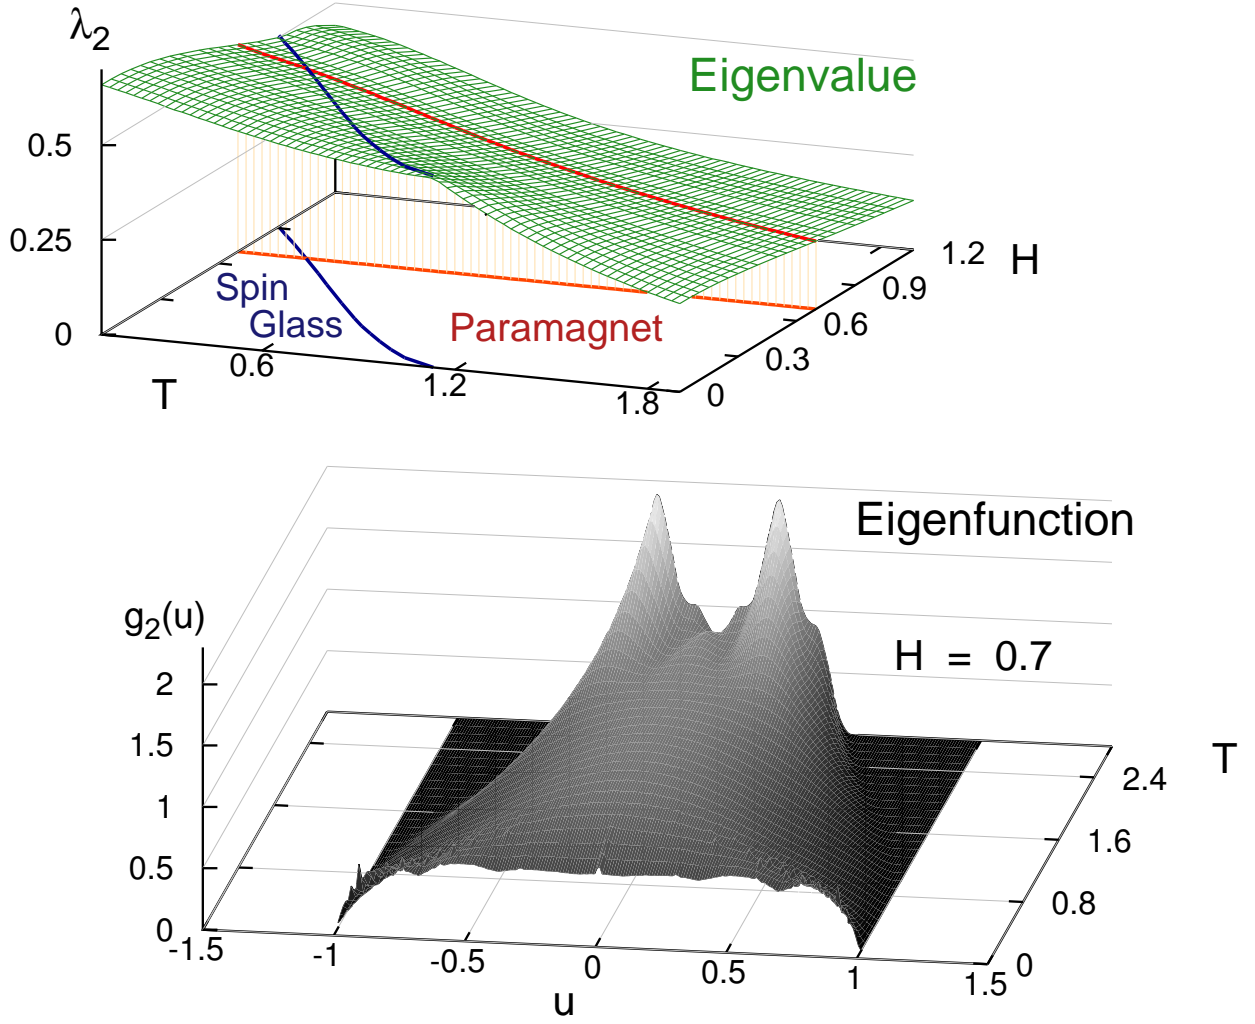 λ2
Eigenvalue
0.5
0.25
0
1.2
H
0.9
0.6
0.3
0
Spin
Glass
Paramagnet
0.6
1.2
1.8
T
Eigenfunction
g2(u)
H = 0.7
2
1.5
1
0.5
0
T
2.4
1.6
0.8
0
-1.5
-1
-0.5
0
0.5
1
1.5
u